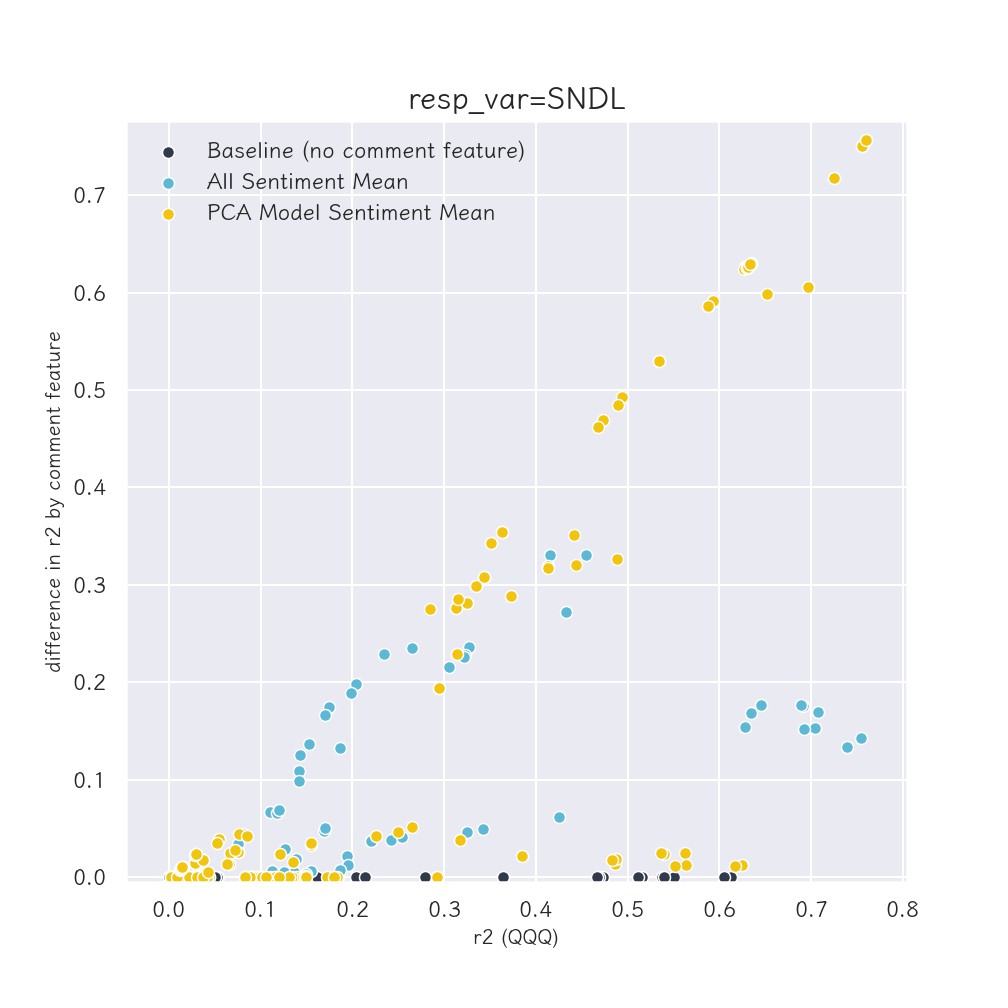 resp_var=SNDL
Baseline (no comment feature)
All Sentiment Mean
PCA Model Sentiment Mean
difference in r2 by comment feature
0.7
0.6
0.5
0.4
0.3
0.2
0.1
0.0
0.0 0.1 0.2 0.3 0.4 0.5 0.6 0.7 0.8
r2 (QQQ)